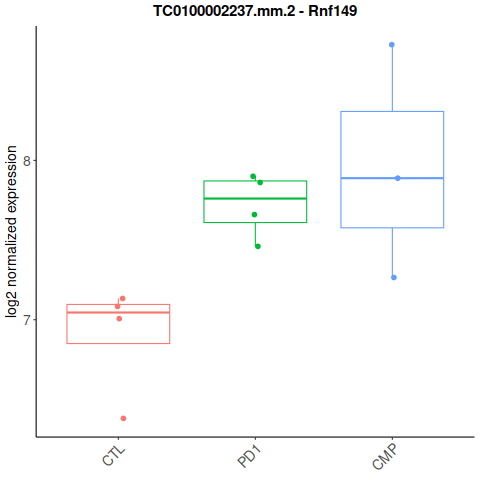 TC0100002237.mm.2 - Rnf149
log2 normalized expression
8
7
CTL
PD1
CMP